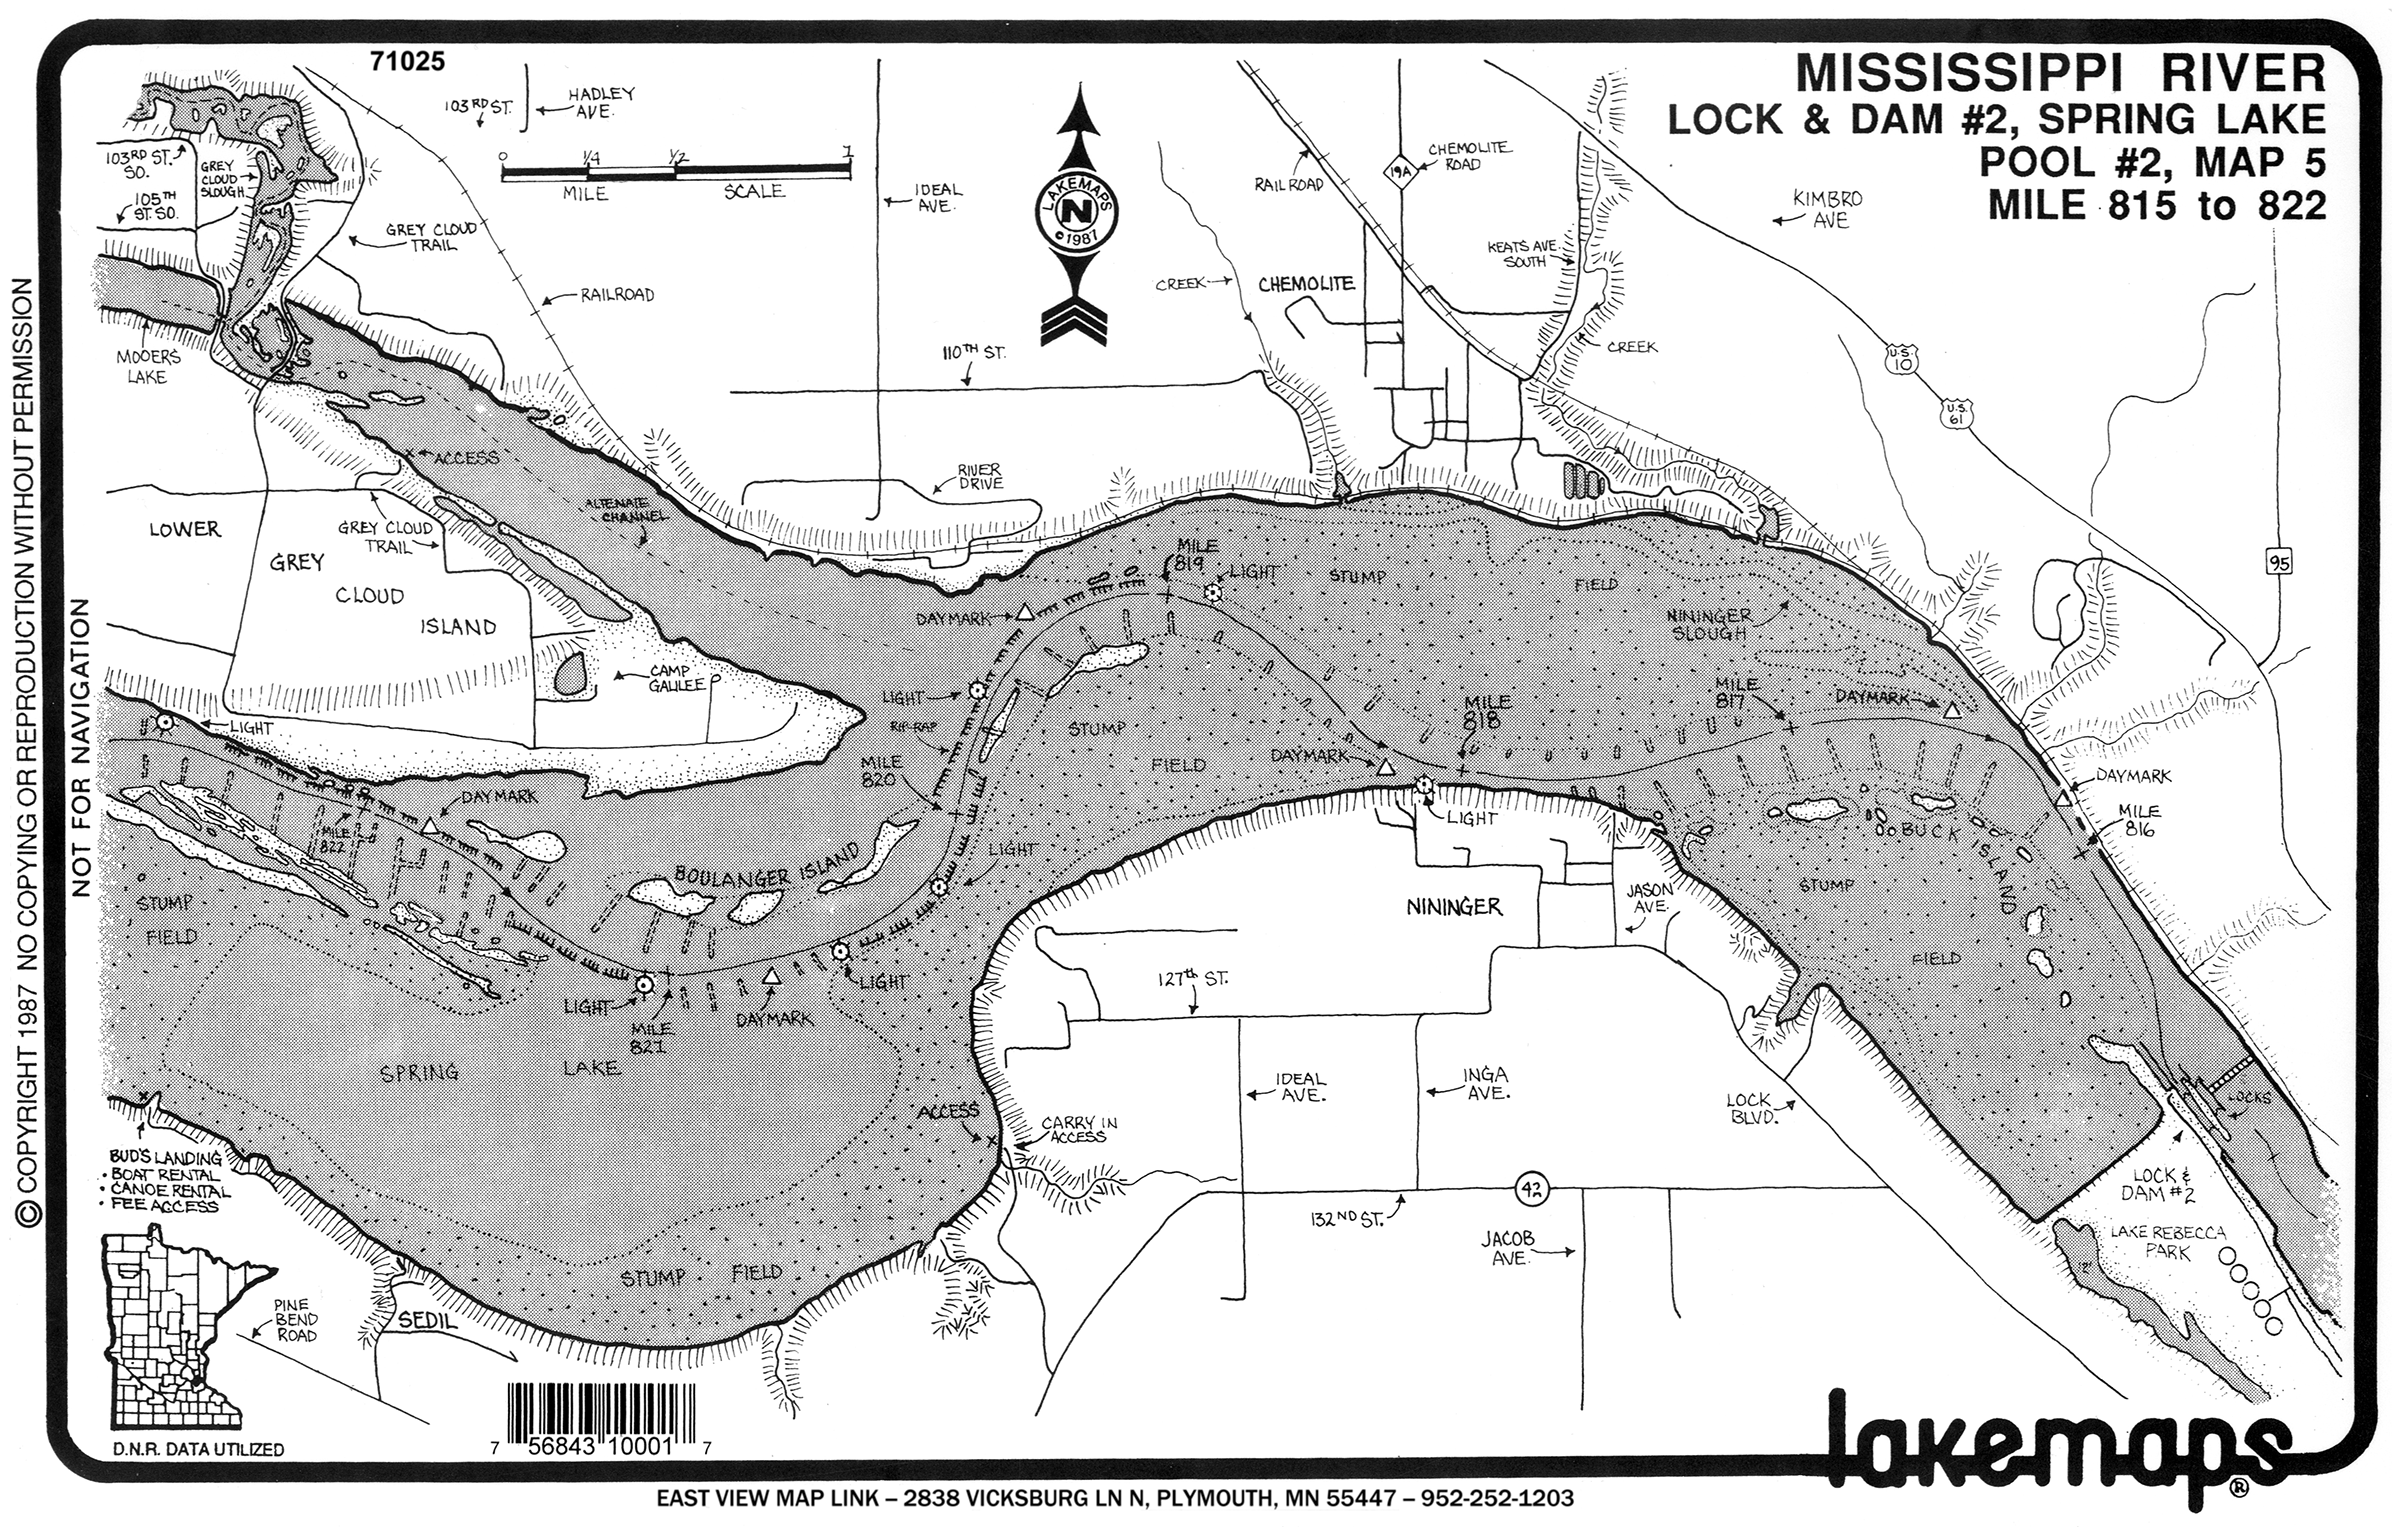 71025
MISSISSIPPI RIVER
LOCK & DAM #2, SPRING LAKE
POOL #2, MAP 5
MILE 815 to 822
103RD ST.
HADLEY
AVE.
0 1/4 1/2 1
MILE SCALE
LAKEMAPS
N
©1987
IDEAL
AVE.
RAILROAD
CHEMOLITE
ROAD
19A
KIMBRO
AVE
KEATS AVE.
SOUTH
103RD ST.
SO.
GREY
CLOUD
SLOUGH
105TH
ST. SO.
GREY CLOUD
TRAIL
RAILROAD
CREEK
CHEMOLITE
CREEK
U.S.
10
U.S.
61
95
MOOERS
LAKE
110TH ST.
ACCESS
RIVER
DRIVE
ALTENATE
CHANNEL
LOWER
GREY
CLOUD
ISLAND
GREY CLOUD
TRAIL
MILE
819
LIGHT
STUMP
FIELD
NININGER
SLOUGH
DAYMARK
CAMP
GALILEE
LIGHT
LIGHT
RIP-RAP
MILE
820
STUMP
FIELD
DAYMARK
MILE
818
MILE
817
DAYMARK
DAYMARK
MILE
816
DAYMARK
MILE
822
LIGHT
LIGHT
BOULANGER ISLAND
BUCK ISLAND
STUMP
FIELD
STUMP
FIELD
NININGER
JASON
AVE.
LIGHT
LIGHT
MILE
821
DAYMARK
127th ST.
SPRING LAKE
IDEAL
AVE.
INGA
AVE.
LOCK
BLVD.
LOCKS
ACCESS
CARRY IN
ACCESS
BUD'S LANDING
• BOAT RENTAL
• CANOE RENTAL
• FEE ACCESS
LOCK &
DAM #2
42
132ND ST.
JACOB
AVE.
LAKE REBECCA
PARK
12'
STUMP FIELD
PINE
BEND
ROAD
SEDIL
D.N.R. DATA UTILIZED
7 56843 10001 7
lakemaps®
EAST VIEW MAP LINK – 2838 VICKSBURG LN N, PLYMOUTH, MN 55447 – 952-252-1203
© COPYRIGHT 1987 NO COPYING OR REPRODUCTION WITHOUT PERMISSION
NOT FOR NAVIGATION